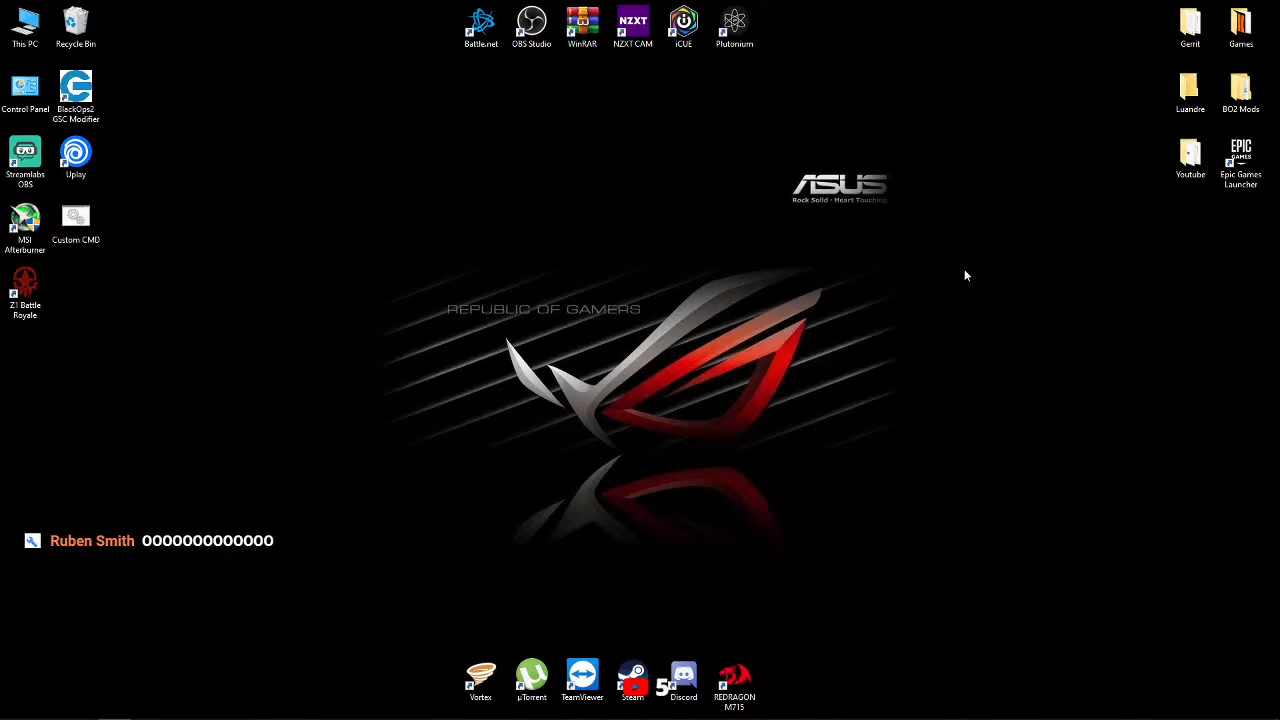 This PC
Recycle Bin
Battle.net
OBS Studio
WinRAR
NZXT
NZXT CAM
iCUE
Plutonium
Gerrit
Games
Control Panel
BlackOps2
GSC Modifier
Luandre
BO2 Mods
Streamlabs
OBS
Uplay
Youtube
EPIC
GAMES
Epic Games
Launcher
ASUS
Rock Solid · Heart Touching
MSI
Afterburner
Custom CMD
Z1 Battle
Royale
REPUBLIC OF GAMERS
Ruben Smith OOOOOOOOOOOOO
Vortex
µTorrent
TeamViewer
Steam
5
Discord
REDRAGON
M715